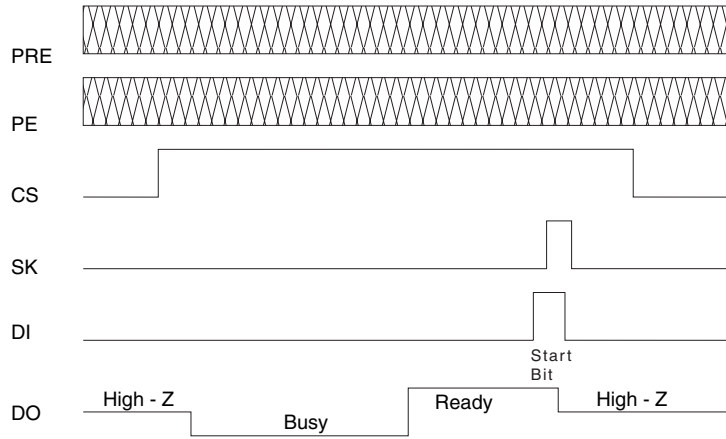 PRE
PE
CS
SK
DI
Start
Bit
DO
High - Z
Busy
Ready
High - Z